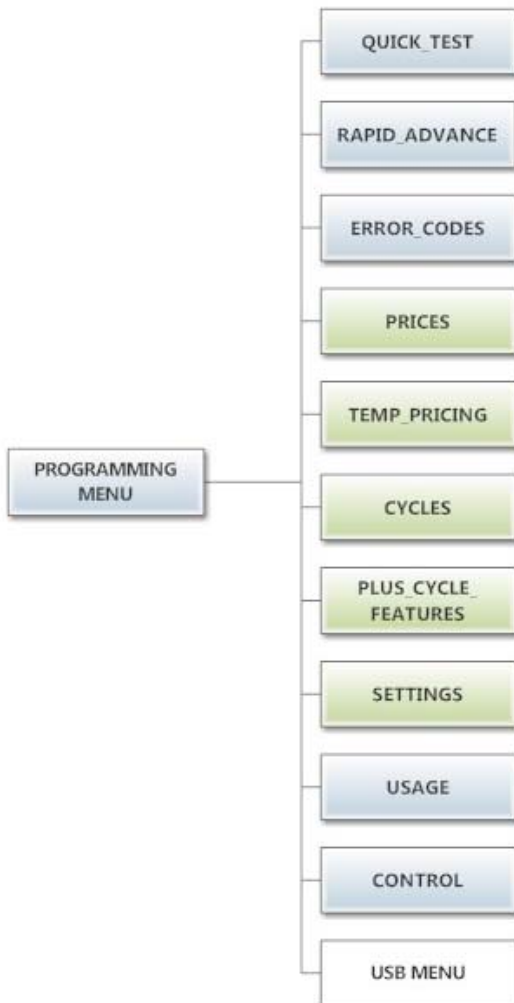 QUICK_TEST
RAPID_ADVANCE
ERROR_CODES
PRICES
TEMP_PRICING
PROGRAMMING
MENU
CYCLES
PLUS_CYCLE_
FEATURES
SETTINGS
USAGE
CONTROL
USB MENU